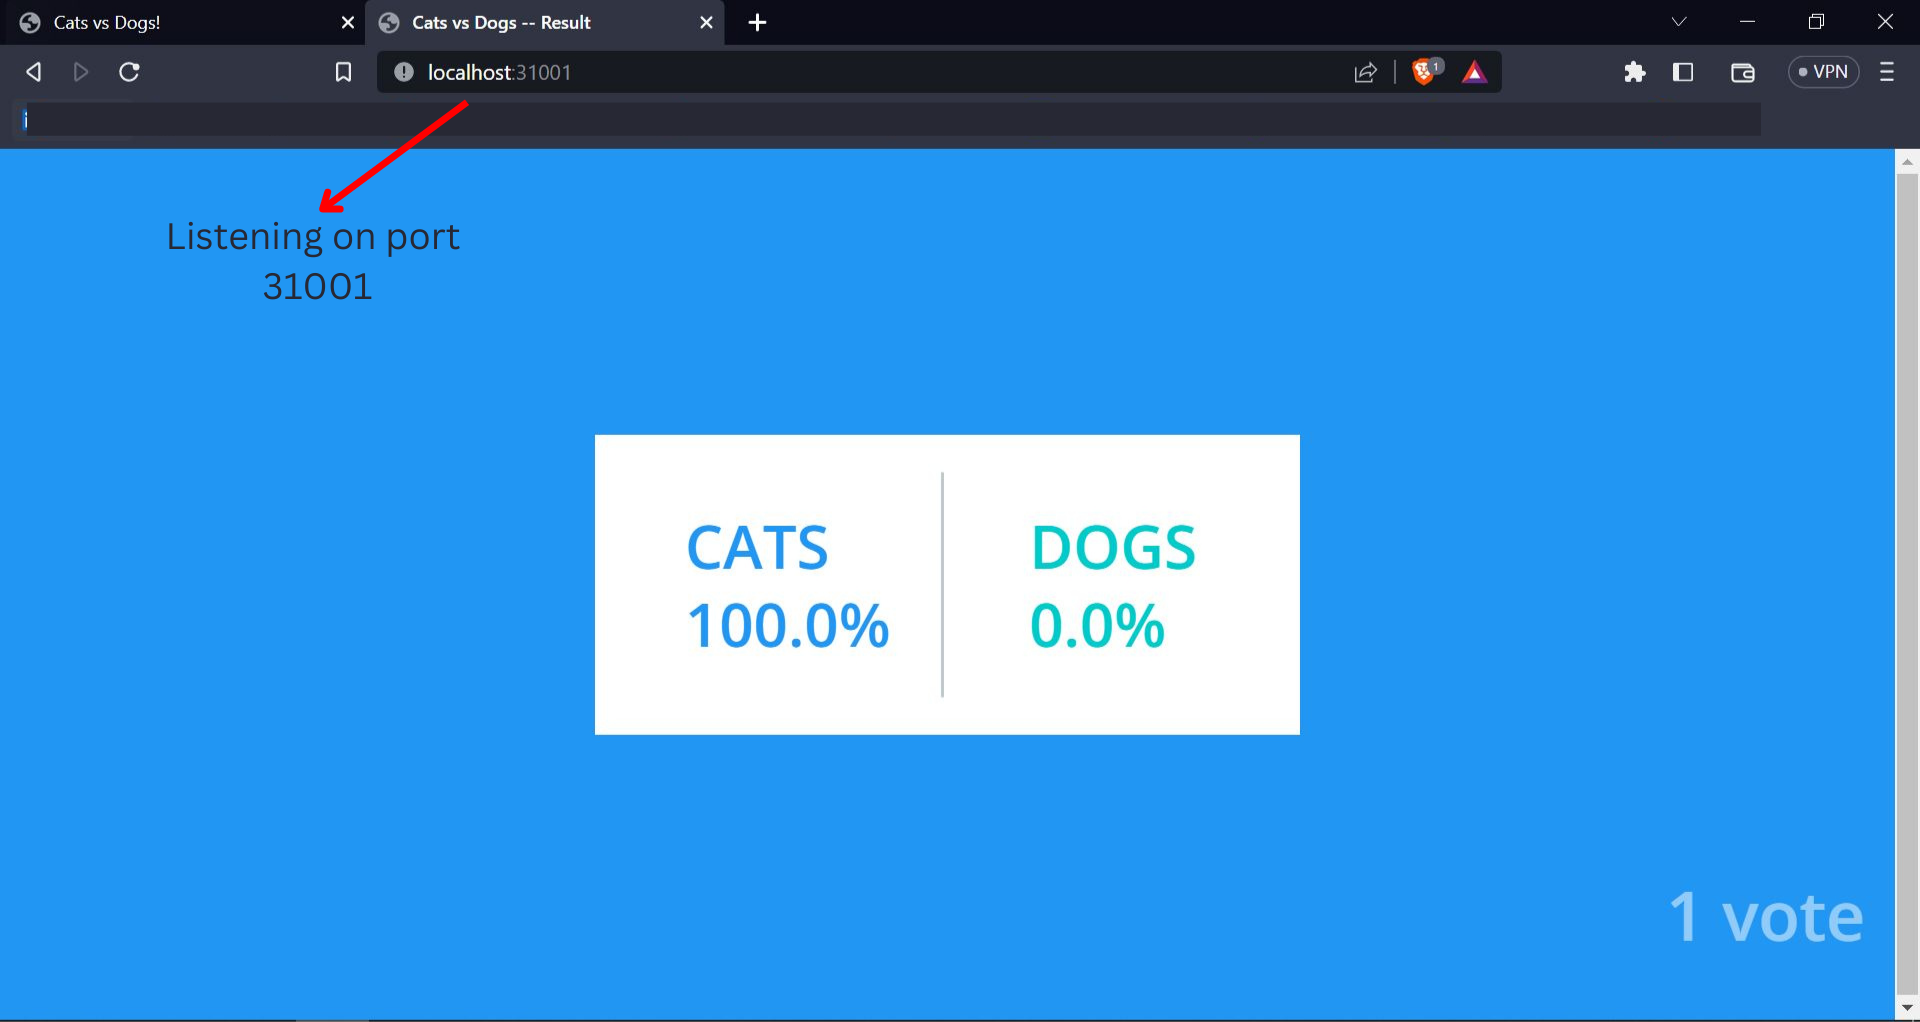 Cats vs Dogs!
Cats vs Dogs -- Result
localhost:31001
1
VPN
i
Listening on port
31001
CATS
100.0%
DOGS
0.0%
1 vote